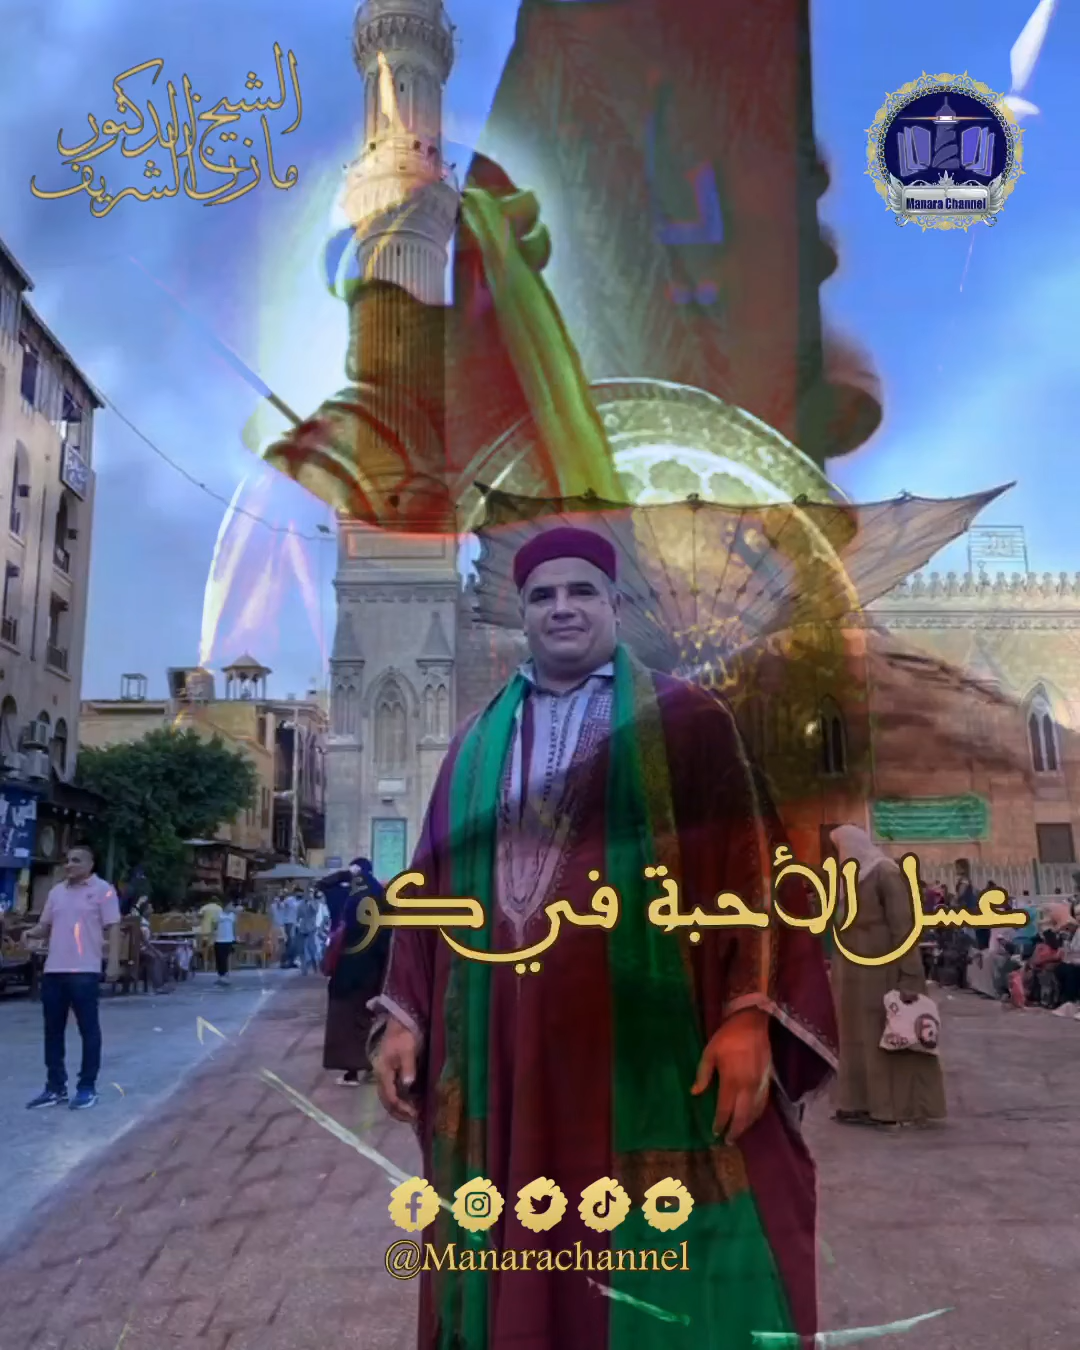 الشيخ الدكتور
مازن الشريف
Manara Channel
عسل الأحبة في كو
@Manarachannel